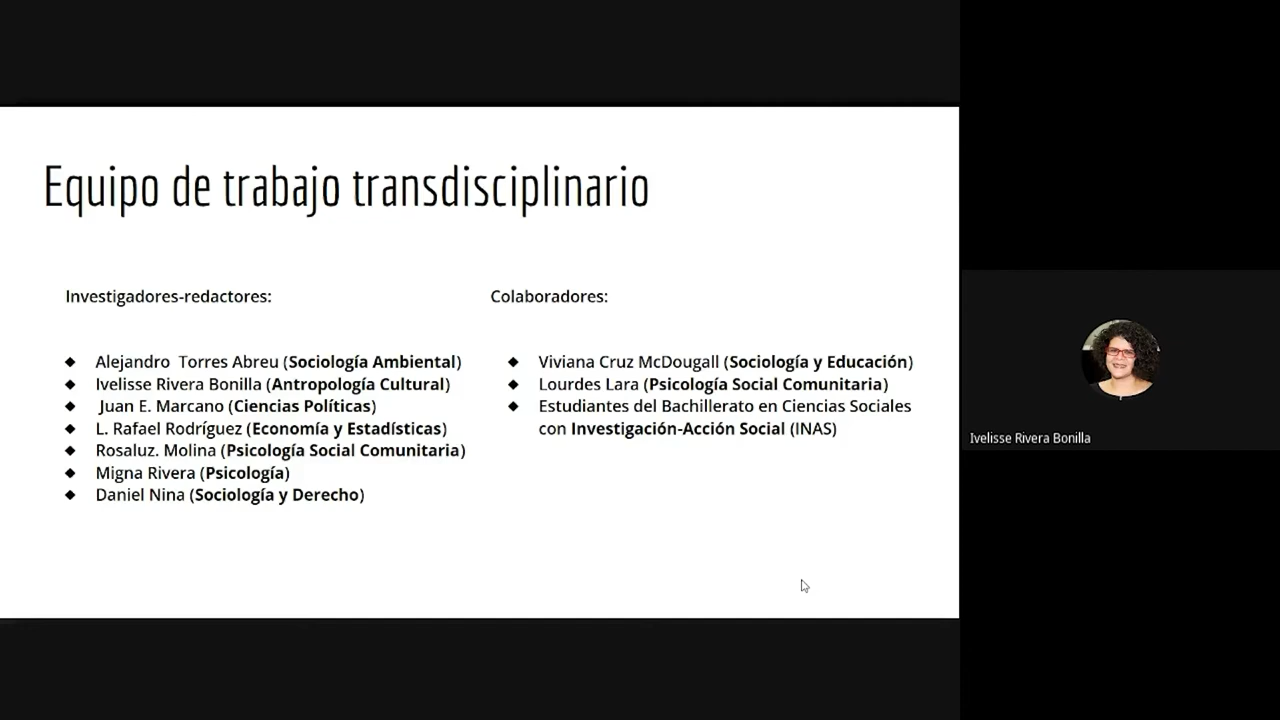 Equipo de trabajo transdisciplinario
Investigadores-redactores:
Alejandro Torres Abreu (Sociología Ambental)
Ivelisse Rivera Bonilla (Antropología Cultural)
Juan E. Marcano (Ciencias Políticas)
L. Rafael Rodríguez (Economía y Estadísticas)
Rosaluz. Molina (Psicología Social Comunitaria)
Migna Rivera (Psicología)
Daniel Nina (Sociología y Derecho)
Colaboradores:
Viviana Cruz McDougall (Sociología y Educación)
Lourdes Lara (Psicología Social Comunitaria)
Estudiantes del Bachillerato en Ciencias Sociales
con Investigación-Acción Social (INAS)
Ivelisse Rivera Bonilla